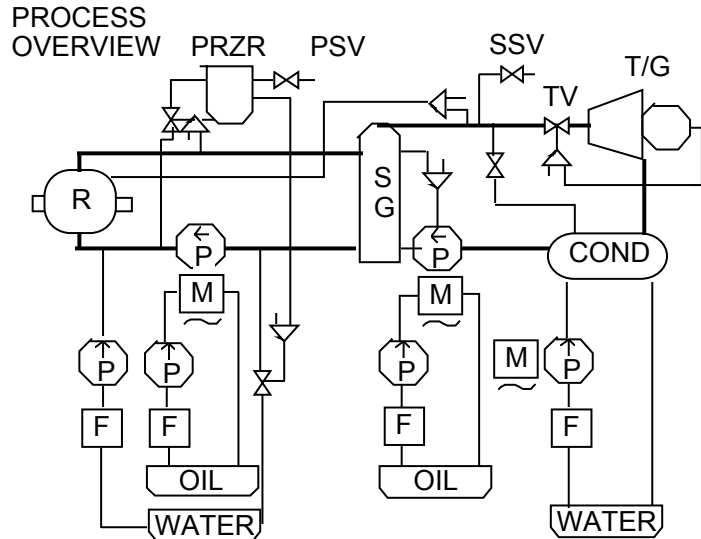 PROCESS
OVERVIEW
PRZR
PSV
SSV
T/G
TV
R
S
G
P
P
COND
M
M
P
P
P
M
P
F
F
F
F
OIL
OIL
WATER
WATER